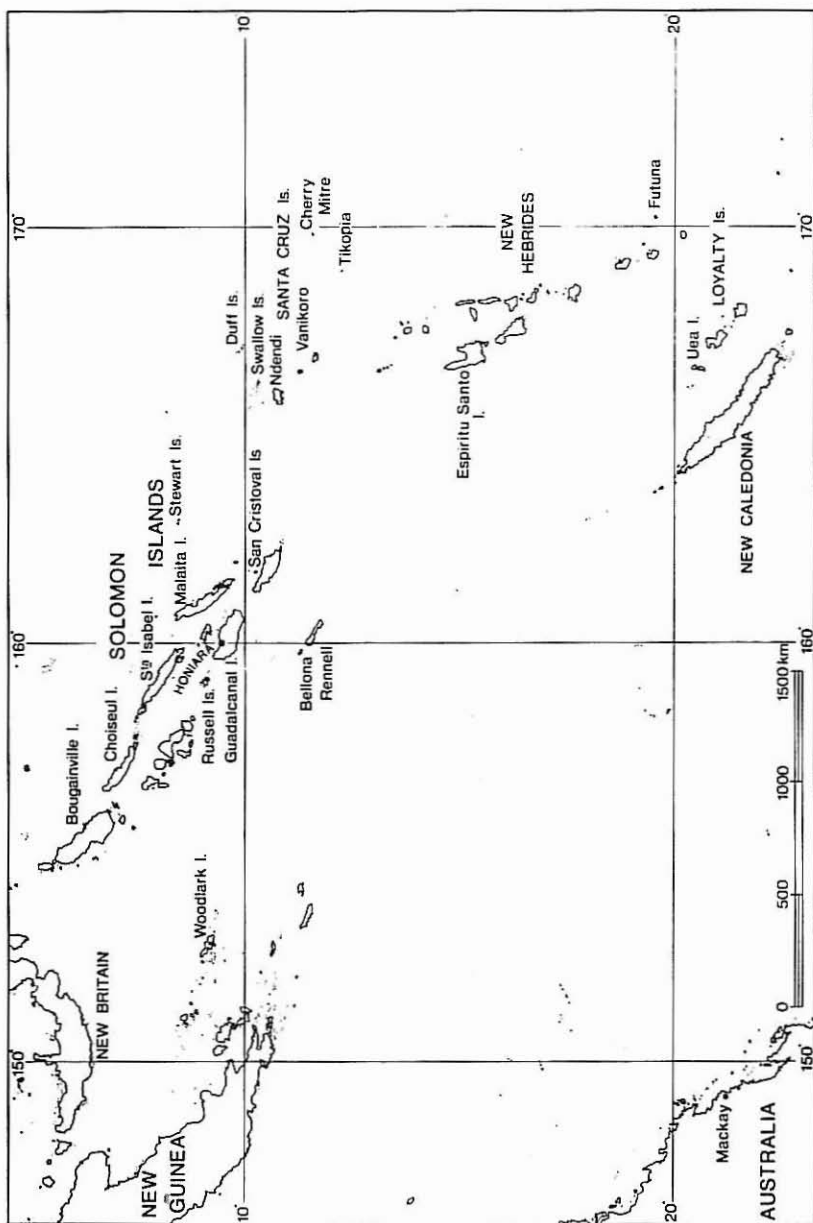 170°
160°
150°
10
10
20
20
170°
160°
150°
NEW BRITAIN
NEW
GUINEA
Bougainville I.
Choiseul I.
SOLOMON
ISLANDS
Sta Isabel I.
Malaita I.
Stewart Is.
HONIARA
Russell Is.
Guadalcanal I.
San Cristoval Is
Woodlark I.
Bellona
Rennell
Duff Is.
Swallow Is.
Ndendi
SANTA CRUZ Is.
Vanikoro
Cherry
Mitre
Tikopia
Espiritu Santo
I.
NEW
HEBRIDES
Futuna
Uea I.
LOYALTY Is.
NEW CALEDONIA
Mackay
AUSTRALIA
0
500
1000
1500 km